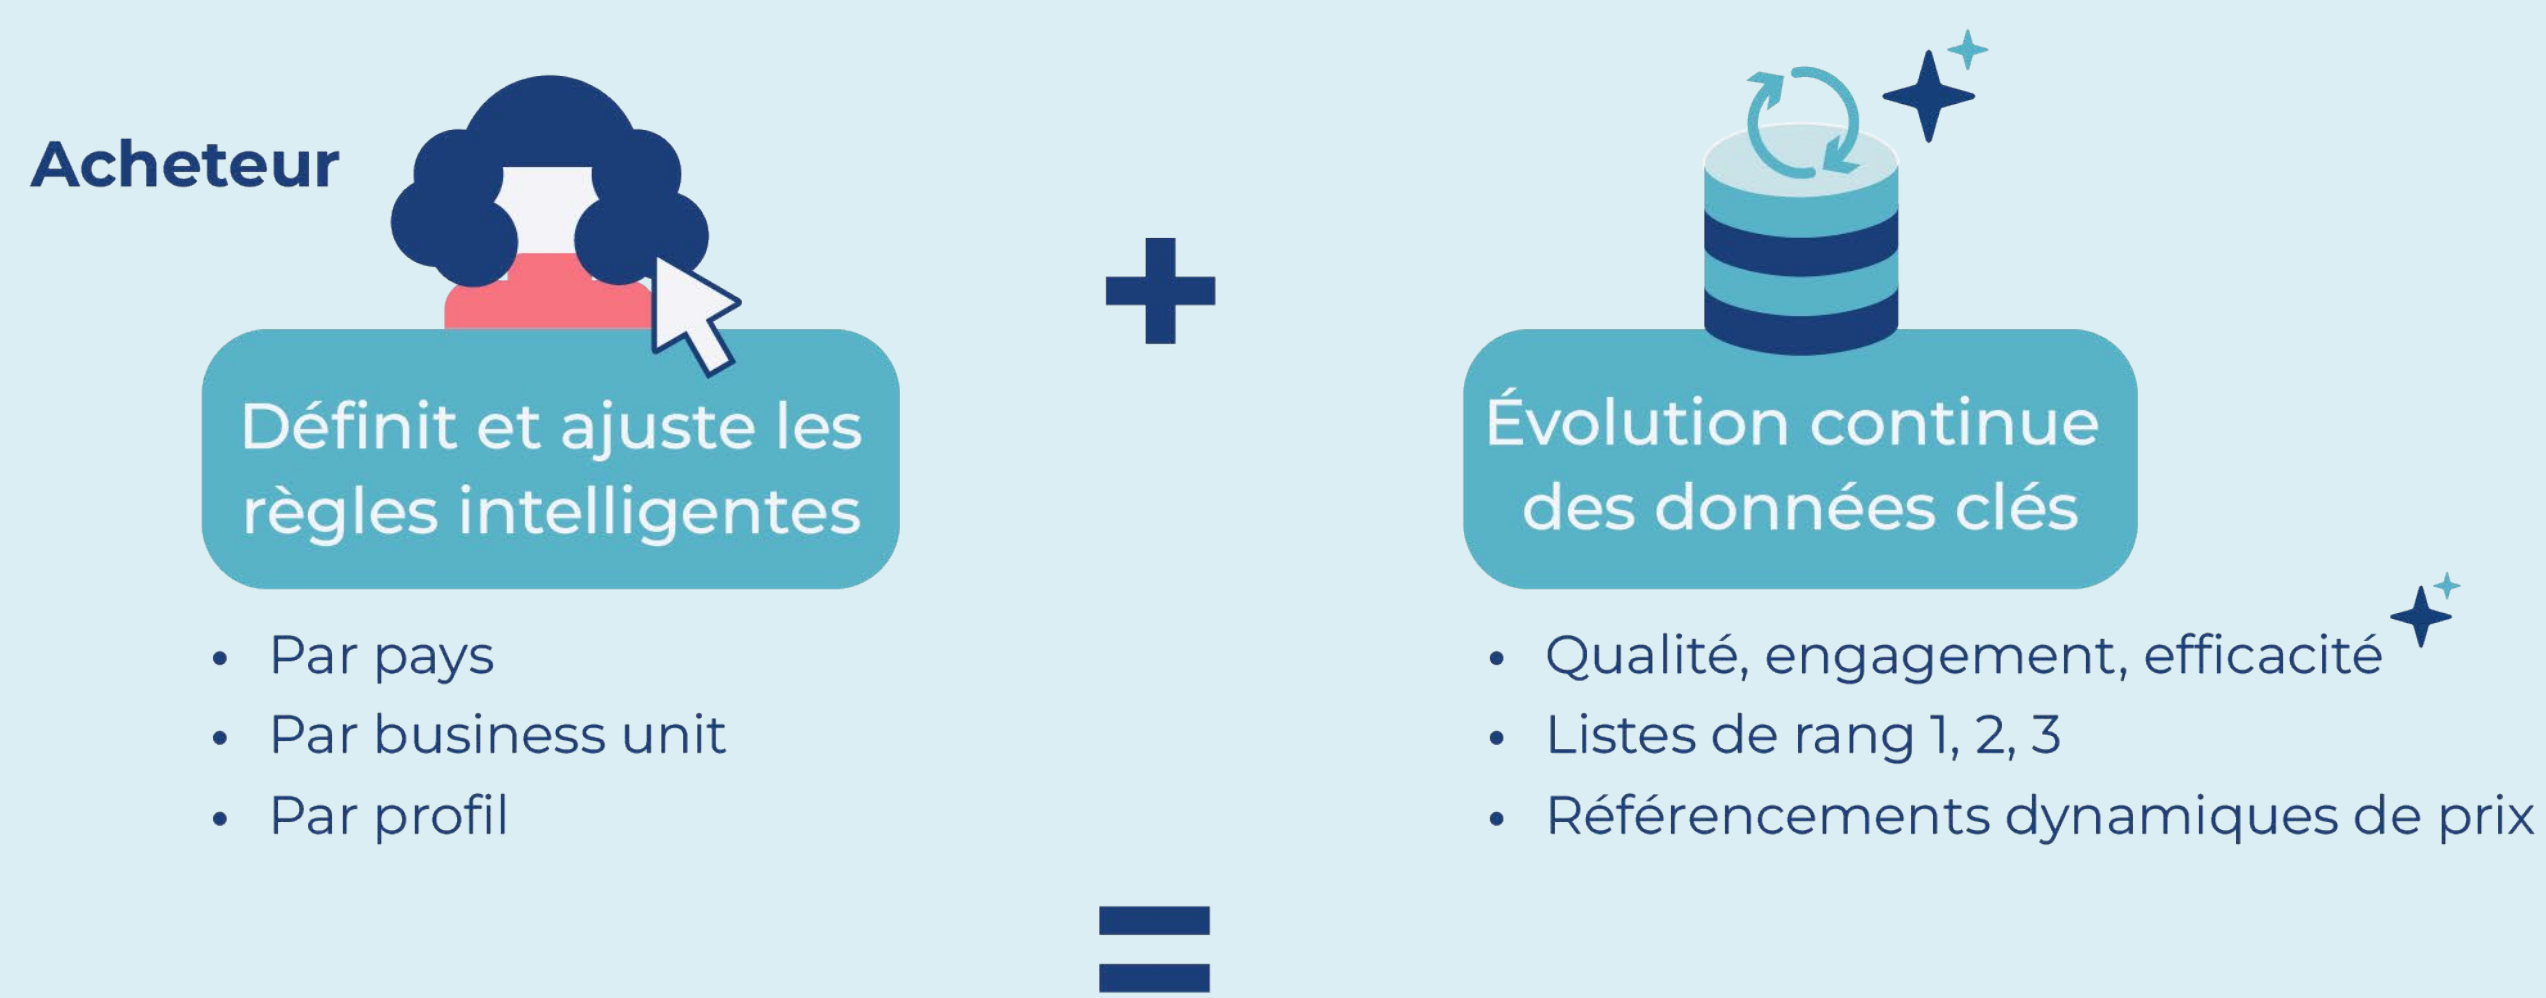 Acheteur
Définit et ajuste les
règles intelligentes
• Par pays
• Par business unit
• Par profil
+
Évolution continue
des données clés
• Qualité, engagement, efficacité
• Listes de rang 1, 2, 3
• Référencements dynamiques de prix
=